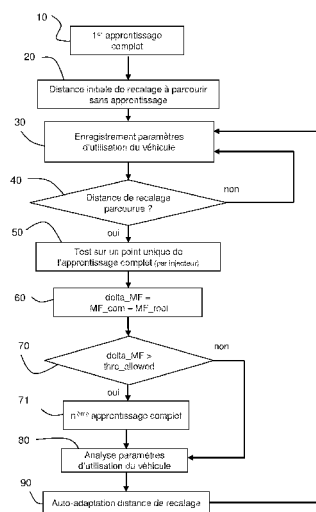 10
1er apprentissage
complet
20
Distance initiale de recalage à parcourir
sans apprentissage
30
Enregistrement paramètres
d'utilisation du véhicule
40
non
Distance de recalage
parcourue ?
oui
50
Test sur un point unique de
l'apprentissage complet (par injecteur)
60
delta_MF =
MF_com – MF_real
70
non
delta_MF >
thre_allowed
oui
71
nième apprentissage complet
80
Analyse paramètres
d'utilisation du véhicule
90
Auto-adaptation distance de recalage